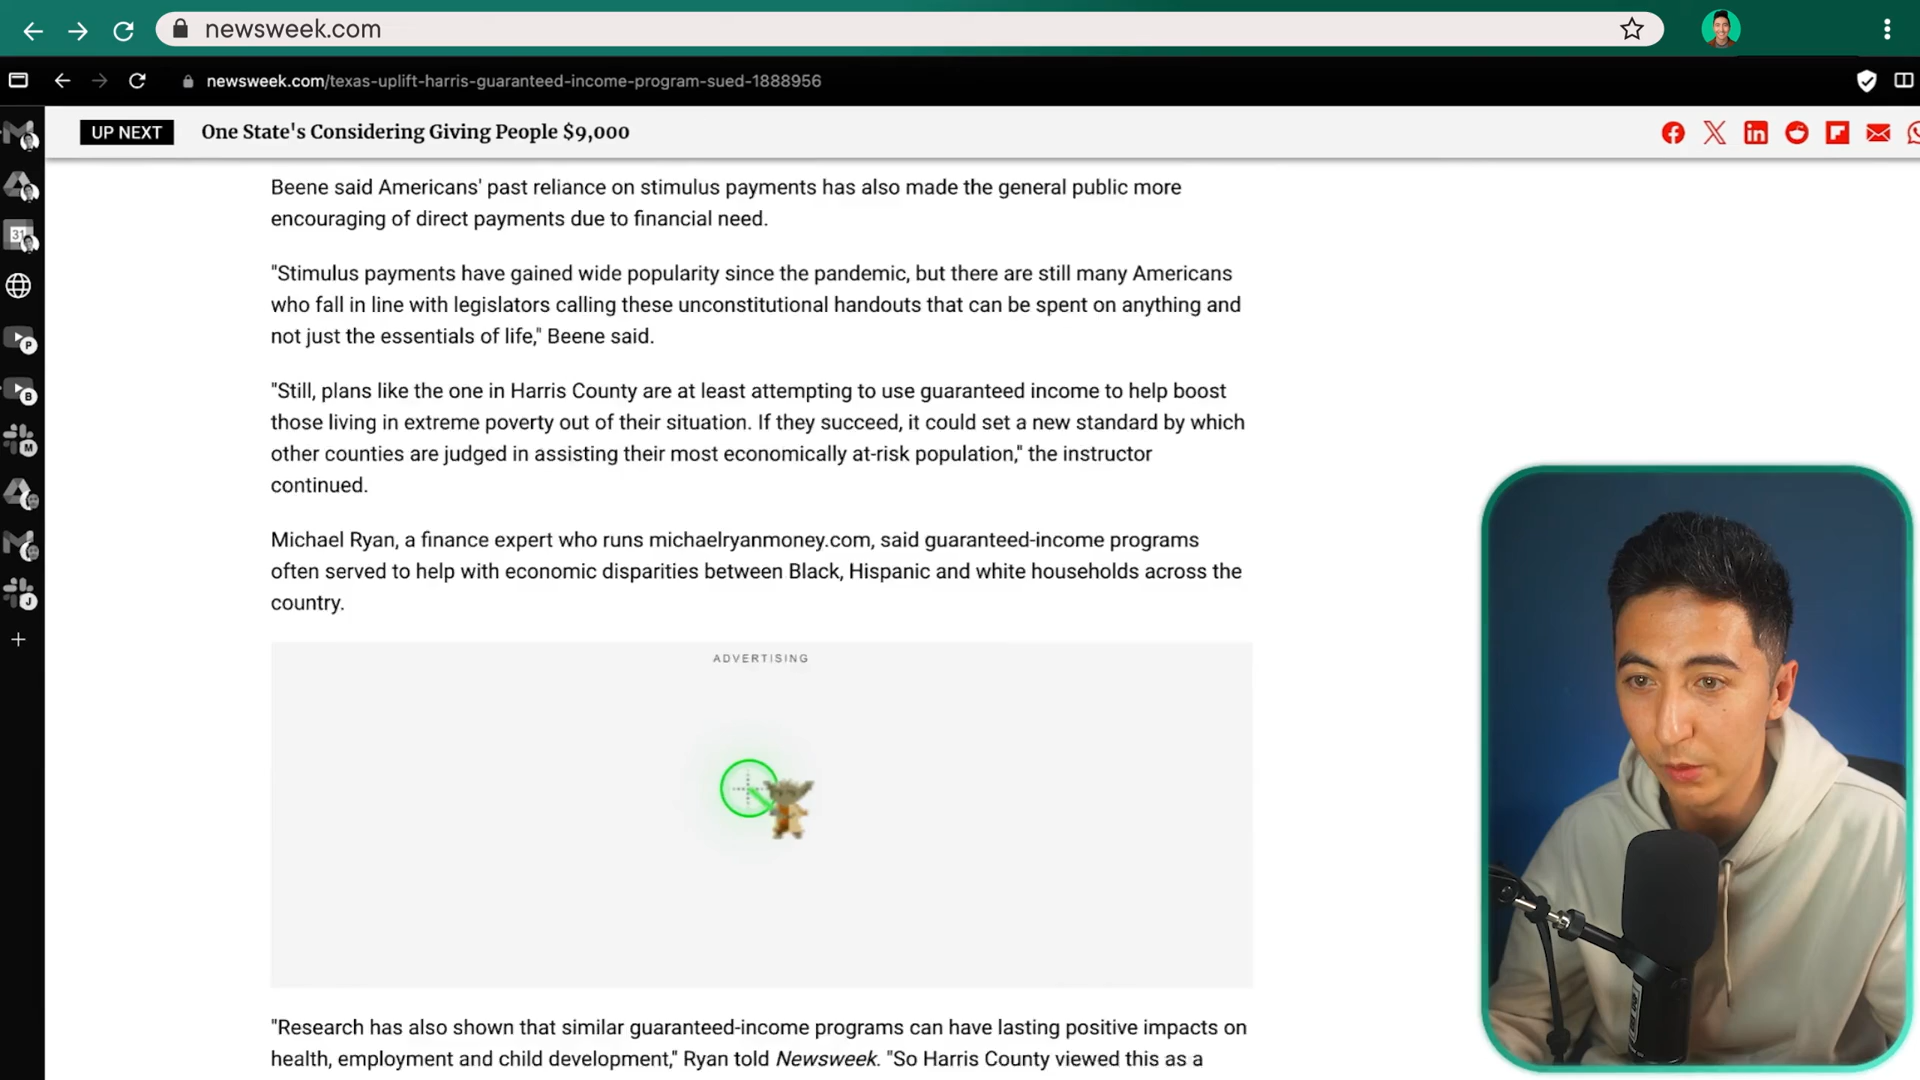 newsweek.com
newsweek.com/texas-uplift-harris-guaranteed-income-program-sued-1888956
UP NEXT One State's Considering Giving People $9,000
Beene said Americans' past reliance on stimulus payments has also made the general public more
encouraging of direct payments due to financial need.
"Stimulus payments have gained wide popularity since the pandemic, but there are still many Americans
who fall in line with legislators calling these unconstitutional handouts that can be spent on anything and
not just the essentials of life," Beene said.
"Still, plans like the one in Harris County are at least attempting to use guaranteed income to help boost
those living in extreme poverty out of their situation. If they succeed, it could set a new standard by which
other counties are judged in assisting their most economically at-risk population," the instructor
continued.
Michael Ryan, a finance expert who runs michaelryanmoney.com, said guaranteed-income programs
often served to help with economic disparities between Black, Hispanic and white households across the
country.
ADVERTISING
"Research has also shown that similar guaranteed-income programs can have lasting positive impacts on
health, employment and child development," Ryan told Newsweek. "So Harris County viewed this as a
31
P
B
M
J